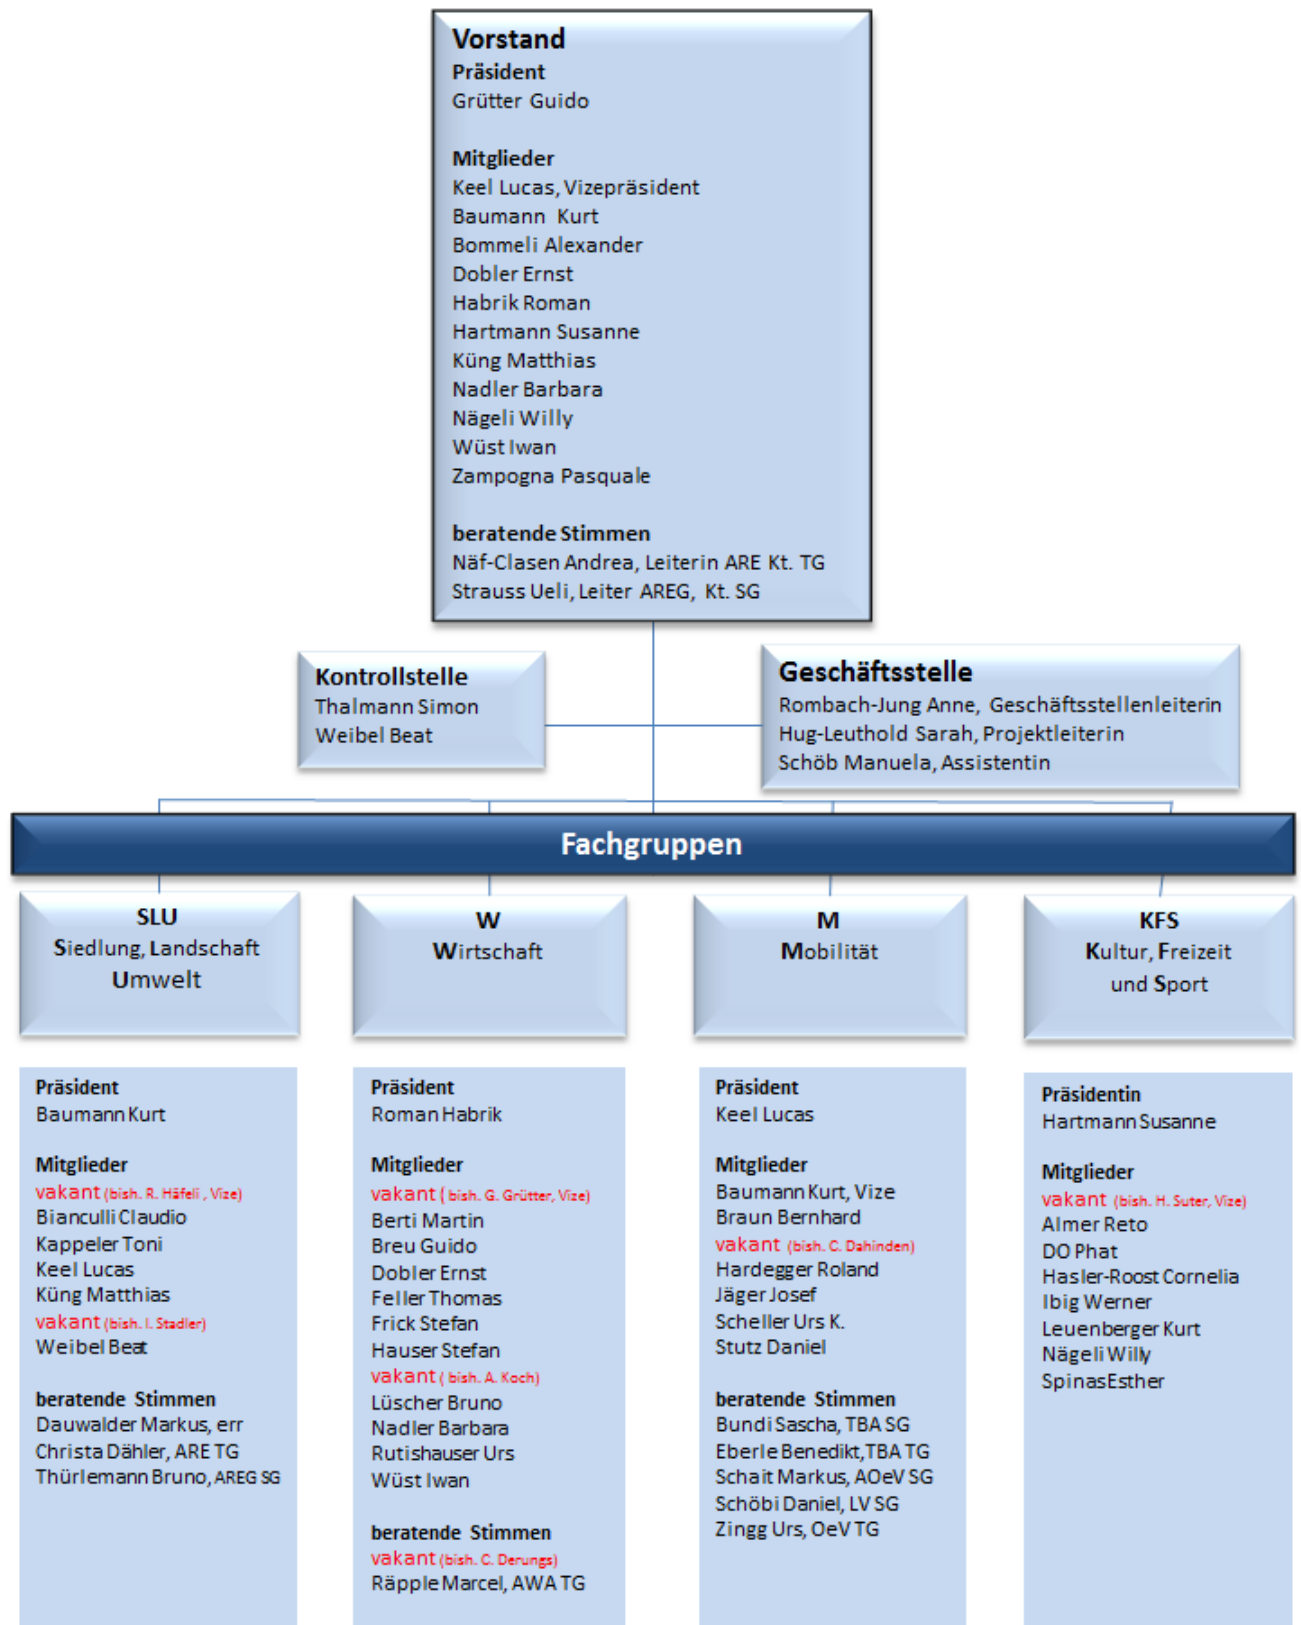 Vorstand
Präsident
Grütter Guido
Mitglieder
Keel Lucas, Vizepräsident
Baumann Kurt
Bommeli Alexander
Dobler Ernst
Habrik Roman
Hartmann Susanne
Küng Matthias
Nadler Barbara
Nägeli Willy
Wüst Iwan
Zampogna Pasquale
beratende Stimmen
Näf-Clasen Andrea, Leiterin ARE Kt. TG
Strauss Ueli, Leiter AREG, Kt. SG
Kontrollstelle
Thalmann Simon
Weibel Beat
Geschäftsstelle
Rombach-Jung Anne, Geschäftsstellenleiterin
Hug-Leuthold Sarah, Projektleiterin
Schöb Manuela, Assistentin
Fachgruppen
SLU
Siedlung, Landschaft
Umwelt
W
Wirtschaft
M
Mobilität
KFS
Kultur, Freizeit
und Sport
Präsident
Baumann Kurt
Mitglieder
vakant (bish. R. Häfeli , Vize)
Bianculli Claudio
Kappeler Toni
Keel Lucas
Küng Matthias
vakant (bish. I. Stadler)
Weibel Beat
beratende Stimmen
Dauwalder Markus, err
Christa Dähler, ARE TG
Thürlemann Bruno, AREG SG
Präsident
Roman Habrik
Mitglieder
vakant ( bish. G. Grütter, Vize)
Berti Martin
Breu Guido
Dobler Ernst
Feller Thomas
Frick Stefan
Hauser Stefan
vakant ( bish. A. Koch)
Lüscher Bruno
Nadler Barbara
Rutishauser Urs
Wüst Iwan
beratende Stimmen
vakant (bish. C. Derungs)
Räpple Marcel, AWA TG
Präsident
Keel Lucas
Mitglieder
Baumann Kurt, Vize
Braun Bernhard
vakant (bish. C. Dahinden)
Hardegger Roland
Jäger Josef
Scheller Urs K.
Stutz Daniel
beratende Stimmen
Bundi Sascha, TBA SG
Eberle Benedikt,TBA TG
Schait Markus, AOeV SG
Schöbi Daniel, LV SG
Zingg Urs, OeV TG
Präsidentin
Hartmann Susanne
Mitglieder
vakant (bish. H. Suter, Vize)
Almer Reto
DO Phat
Hasler-Roost Cornelia
Ibig Werner
Leuenberger Kurt
Nägeli Willy
SpinasEsther